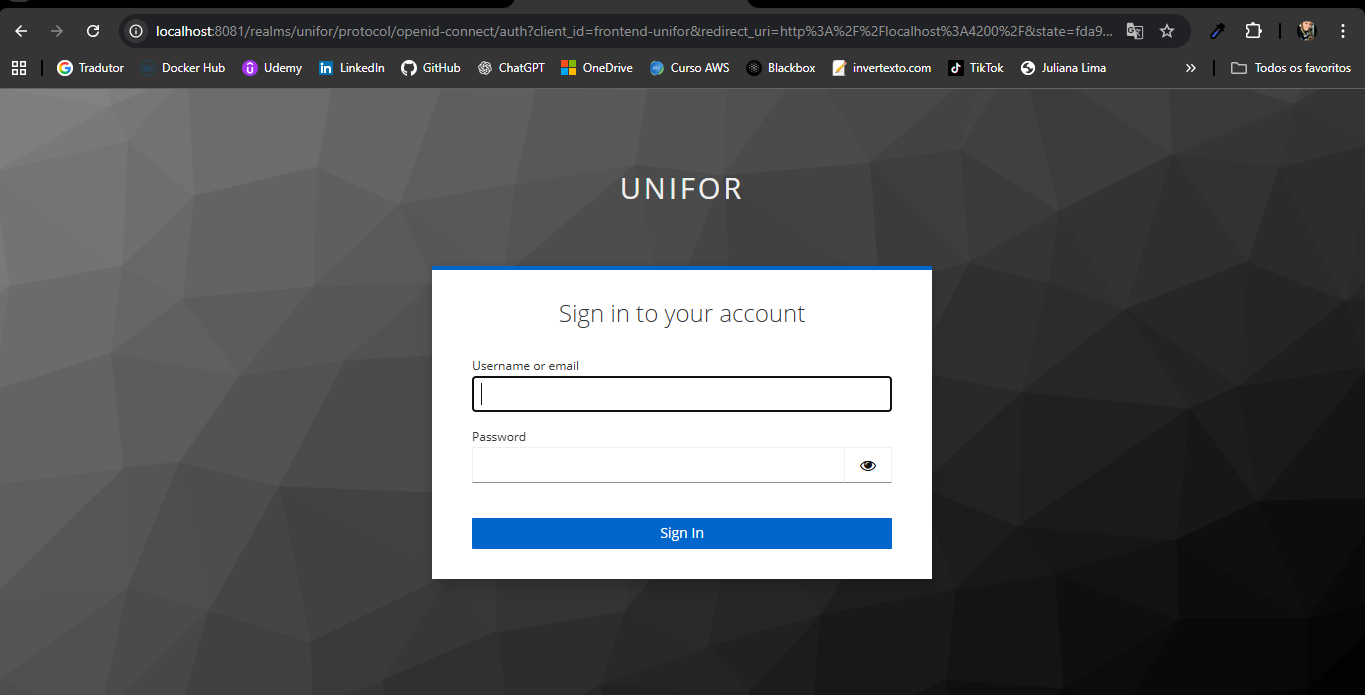 localhost:8081/realms/unifor/protocol/openid-connect/auth?client_id=frontend-unifor&redirect_uri=http%3A%2F%2Flocalhost%3A4200%2F&state=fda9...
Tradutor Docker Hub Udemy LinkedIn GitHub ChatGPT OneDrive Curso AWS Blackbox invertexto.com TikTok Juliana Lima » Todos os favoritos
UNIFOR
Sign in to your account
Username or email
Password
Sign In